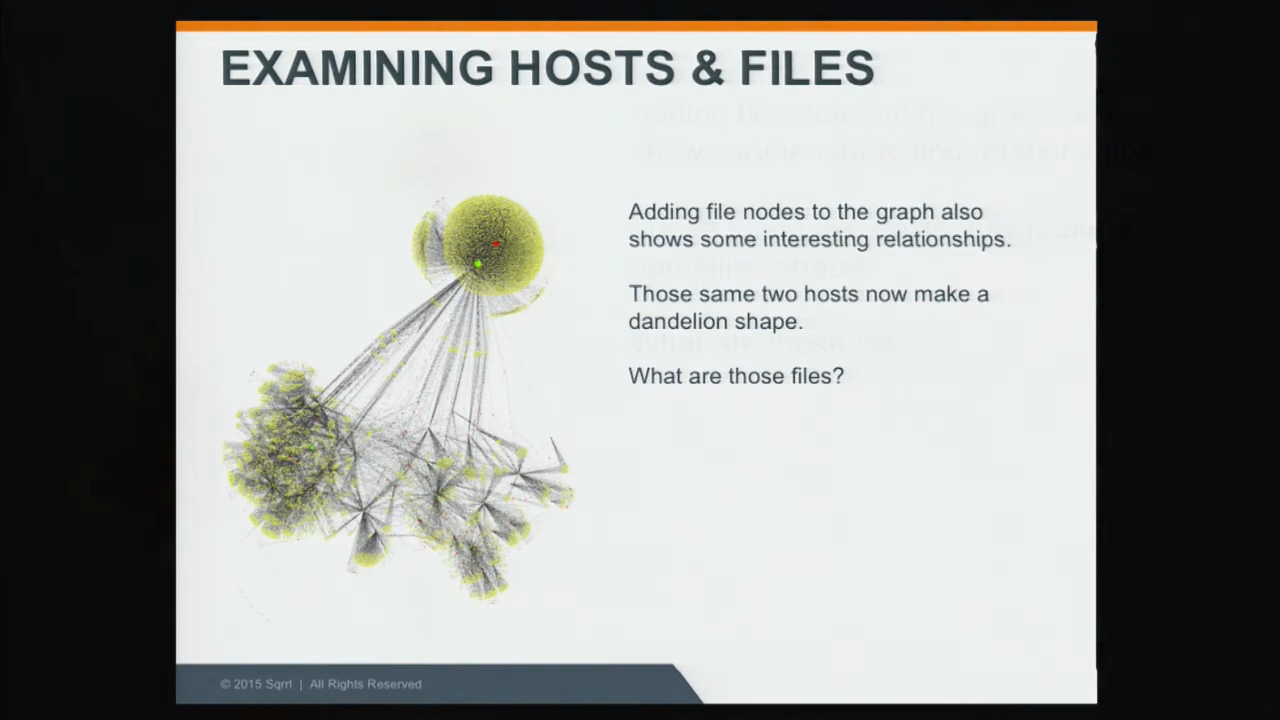 EXAMINING HOSTS & FILES
Adding file nodes to the graph also
shows some interesting relationships.
Those same two hosts now make a
dandelion shape.
What are those files?
© 2015 Sqrrl | All Rights Reserved